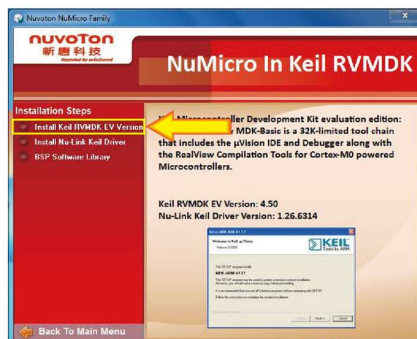 Nuvoton NuMicro Family
nuvoTon
新唐科技
NuMicro In Keil RVMDK
Installation Steps
Install Keil RVMDK EV Version
Install Nu-Link Keil Driver
BSP Software Library
Microcontroller Development Kit evaluation edition:
MDK-Basic is a 32K-limited tool chain
that includes the µVision IDE and Debugger along with
the RealView Compilation Tools for Cortex-M0 powered
Microcontrollers.
Keil RVMDK EV Version: 4.50
Nu-Link Keil Driver Version: 1.26.6314
KEIL
Tools by ARM
Back To Main Menu